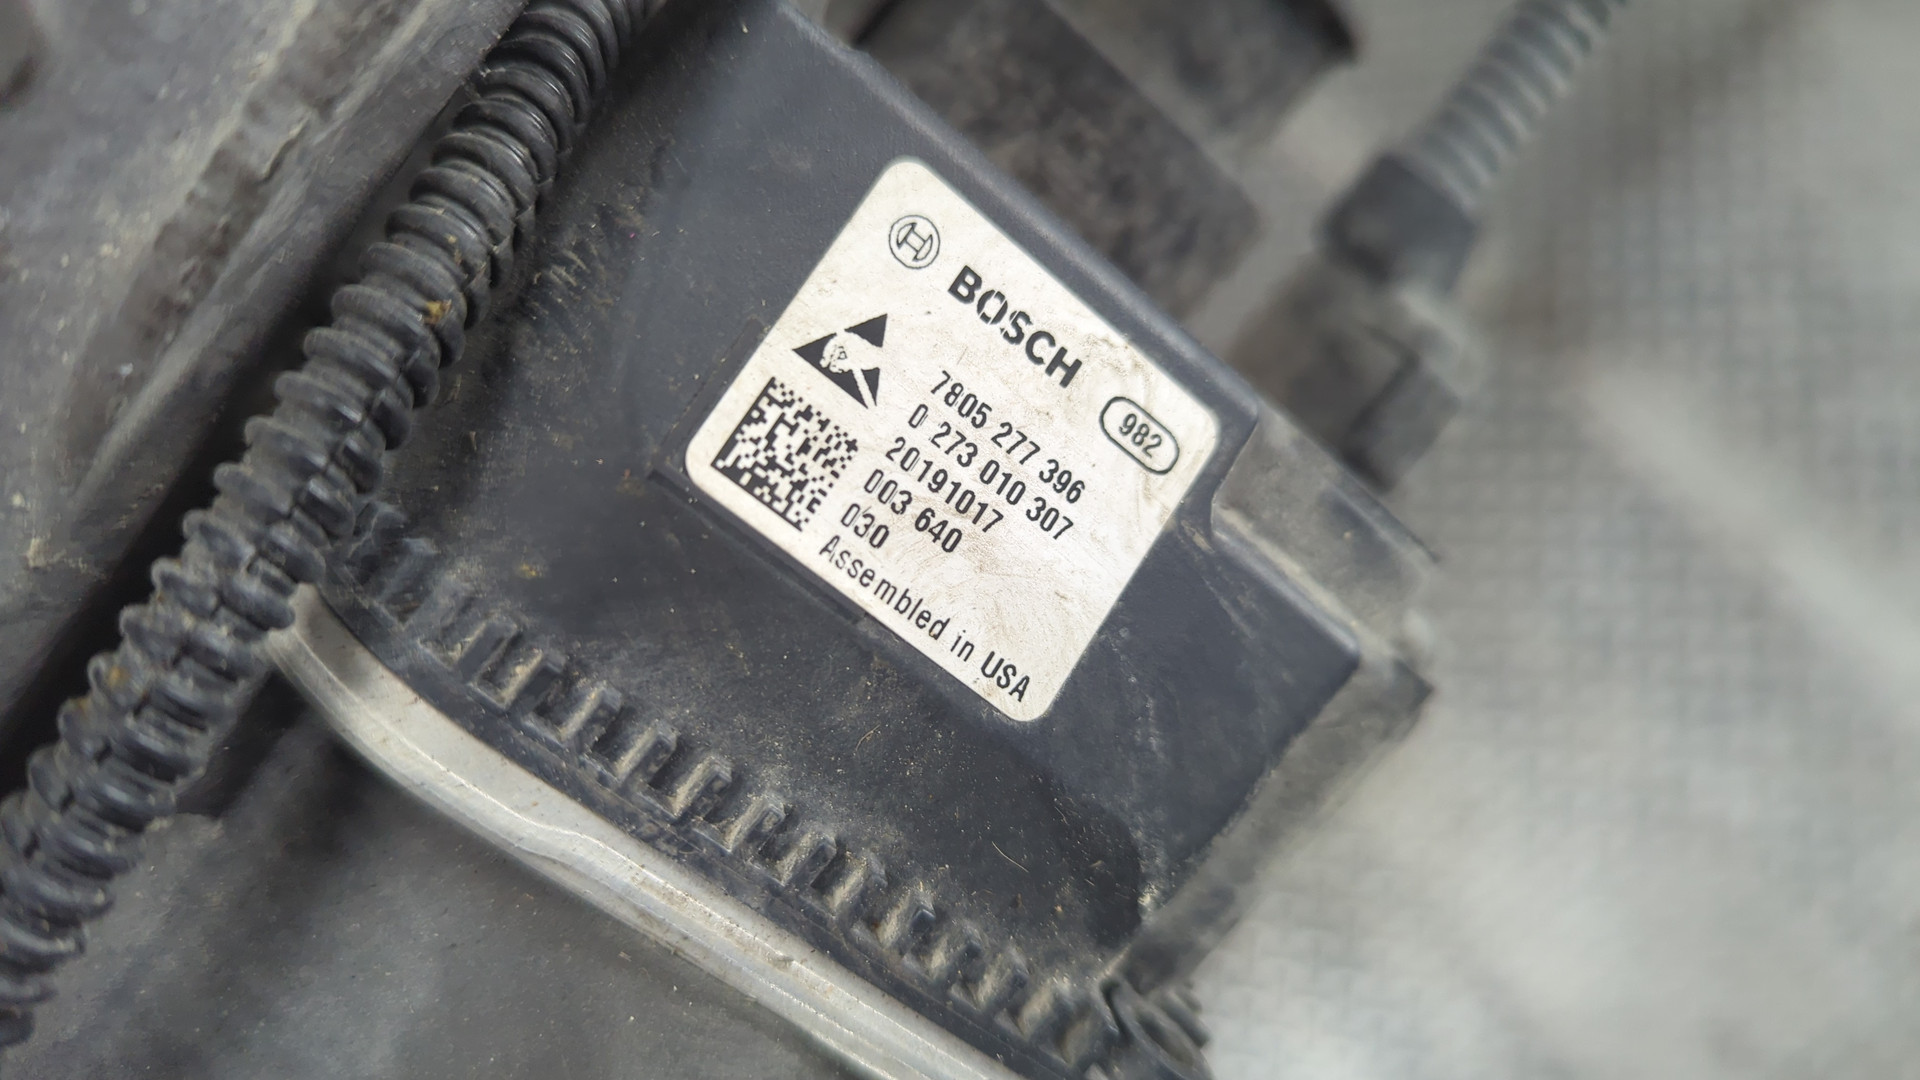 BOSCH
982
7805 277 396
0 273 010 307
20191017
003 640
030
Assembled in USA